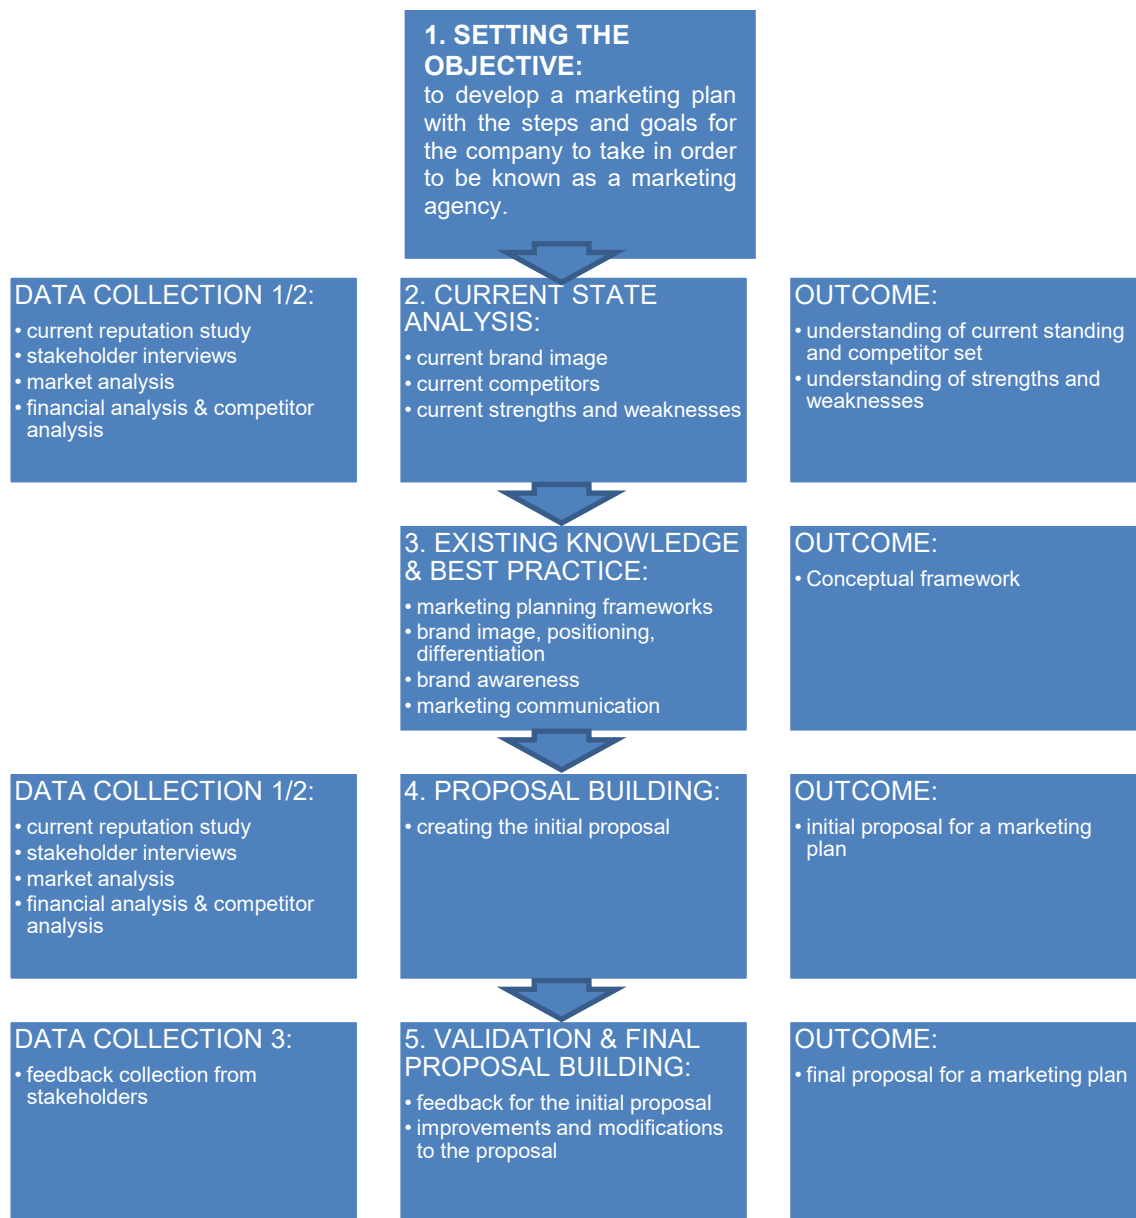 1. SETTING THE
OBJECTIVE:
to develop a marketing plan
with the steps and goals for
the company to take in order
to be known as a marketing
agency.
DATA COLLECTION 1/2:
• current reputation study
• stakeholder interviews
• market analysis
• financial analysis & competitor
analysis
2. CURRENT STATE
ANALYSIS:
• current brand image
• current competitors
• current strengths and weaknesses
OUTCOME:
• understanding of current standing
and competitor set
• understanding of strengths and
weaknesses
3. EXISTING KNOWLEDGE
& BEST PRACTICE:
• marketing planning frameworks
• brand image, positioning,
differentiation
• brand awareness
• marketing communication
OUTCOME:
• Conceptual framework
DATA COLLECTION 1/2:
• current reputation study
• stakeholder interviews
• market analysis
• financial analysis & competitor
analysis
4. PROPOSAL BUILDING:
• creating the initial proposal
OUTCOME:
• initial proposal for a marketing
plan
DATA COLLECTION 3:
• feedback collection from
stakeholders
5. VALIDATION & FINAL
PROPOSAL BUILDING:
• feedback for the initial proposal
• improvements and modifications
to the proposal
OUTCOME:
• final proposal for a marketing plan